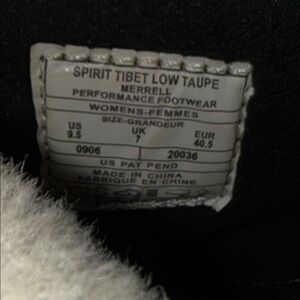 SPIRIT TIBET LOW TAUPE
MERRELL
PERFORMANCE FOOTWEAR
WOMENS-FEMMES
SIZE-GRANDEUR
US UK EUR
9.5 7 40.5
0906 20036
US PAT PEND
MADE IN CHINA
FABRIQUE EN CHINE